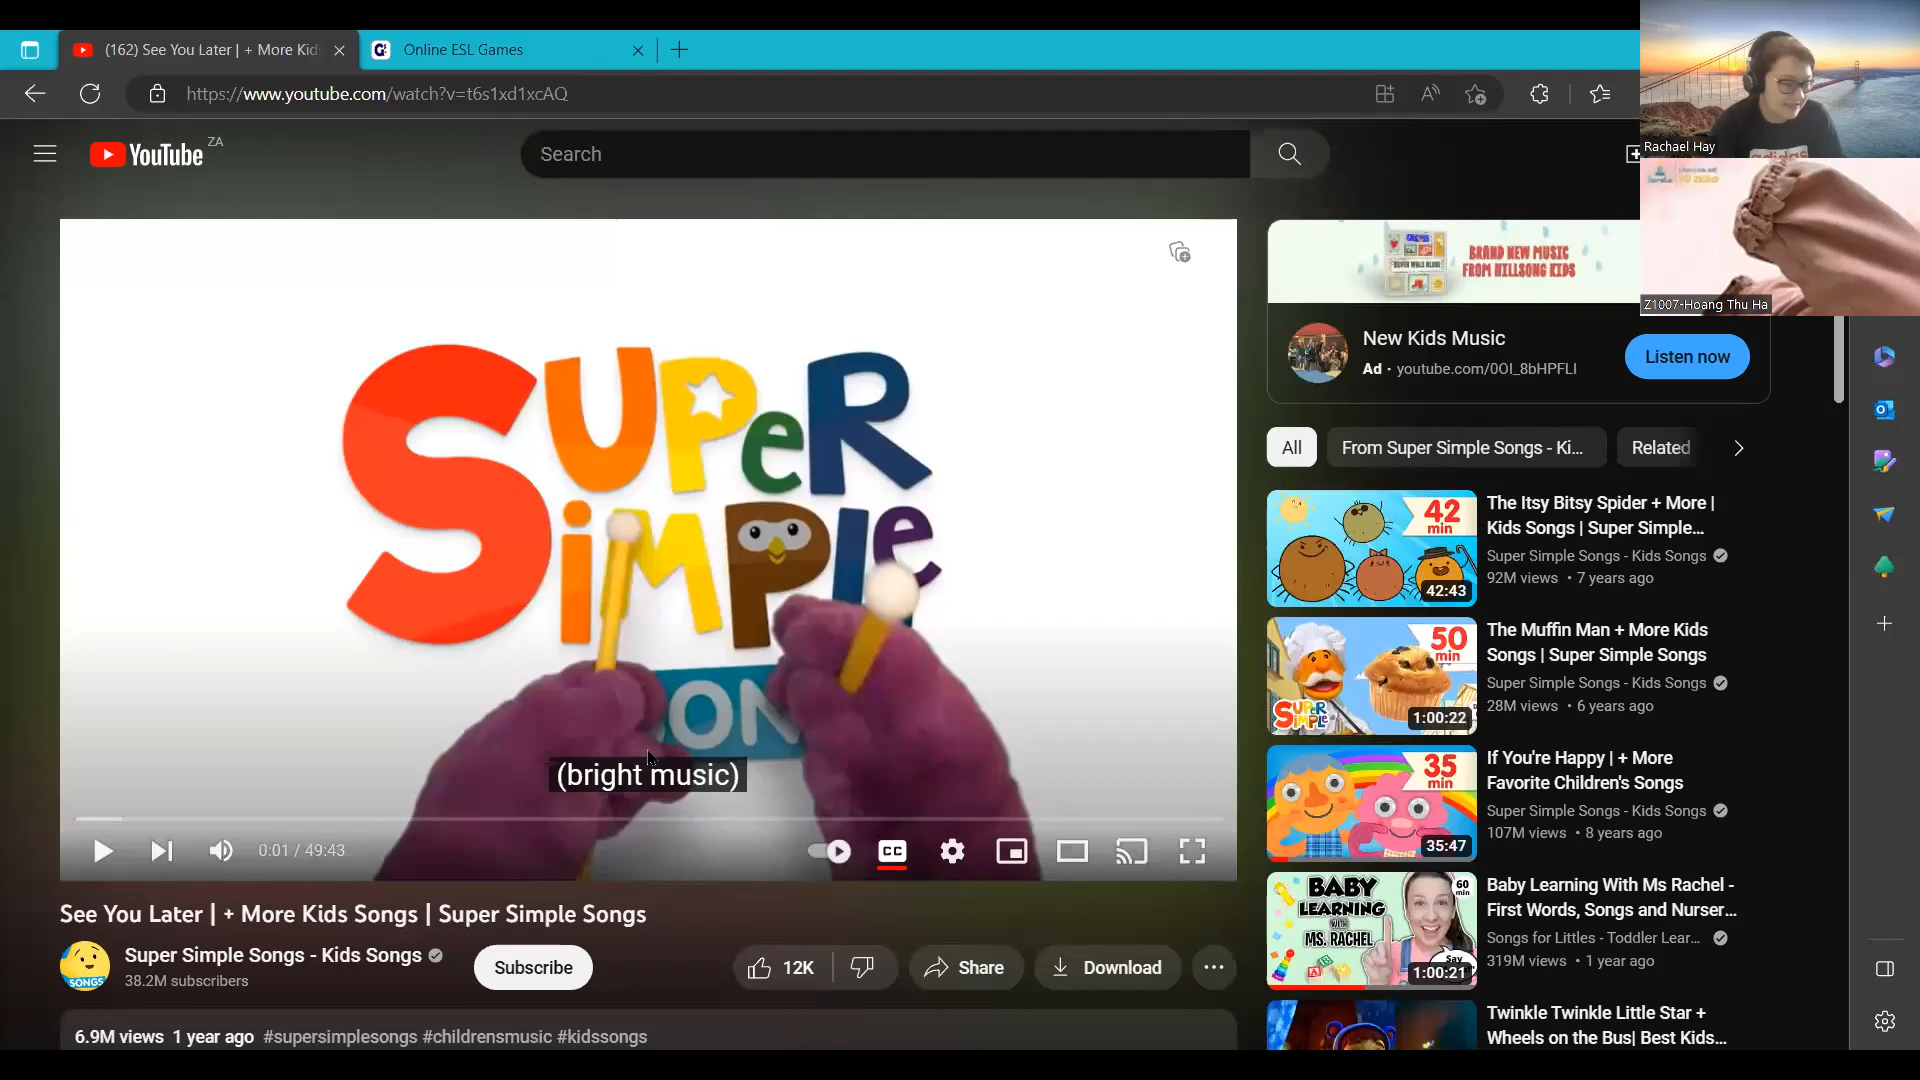 (162) See You Later | + More Kid
Online ESL Games
https://www.youtube.com/watch?v=t6s1xd1xcAQ
YouTube ZA
Search
Rachael Hay
adidas
Z1007-Hoang Thu Ha
SUPER
SiMPLe
ON
(bright music)
0:01 / 49:43
CC
See You Later | + More Kids Songs | Super Simple Songs
SONGS
Super Simple Songs - Kids Songs
38.2M subscribers
Subscribe
12K
Share
Download
6.9M views 1 year ago #supersimplesongs #childrensmusic #kidssongs
BRAND NEW MUSIC
FROM HILLSONG KIDS
New Kids Music
Ad • youtube.com/0OI_8bHPFLI
Listen now
All
From Super Simple Songs - Ki...
Related
42
min
42:43
The Itsy Bitsy Spider + More |
Kids Songs | Super Simple...
Super Simple Songs - Kids Songs
92M views • 7 years ago
50
min
SUPER
SiMPLe
1:00:22
The Muffin Man + More Kids
Songs | Super Simple Songs
Super Simple Songs - Kids Songs
28M views • 6 years ago
35
min
35:47
If You're Happy | + More
Favorite Children's Songs
Super Simple Songs - Kids Songs
107M views • 8 years ago
BABY
LEARNING
WITH
MS. RACHEL
60
min
Say
1:00:21
Baby Learning With Ms Rachel -
First Words, Songs and Nurser...
Songs for Littles - Toddler Lear...
319M views • 1 year ago
Twinkle Twinkle Little Star +
Wheels on the Bus| Best Kids...